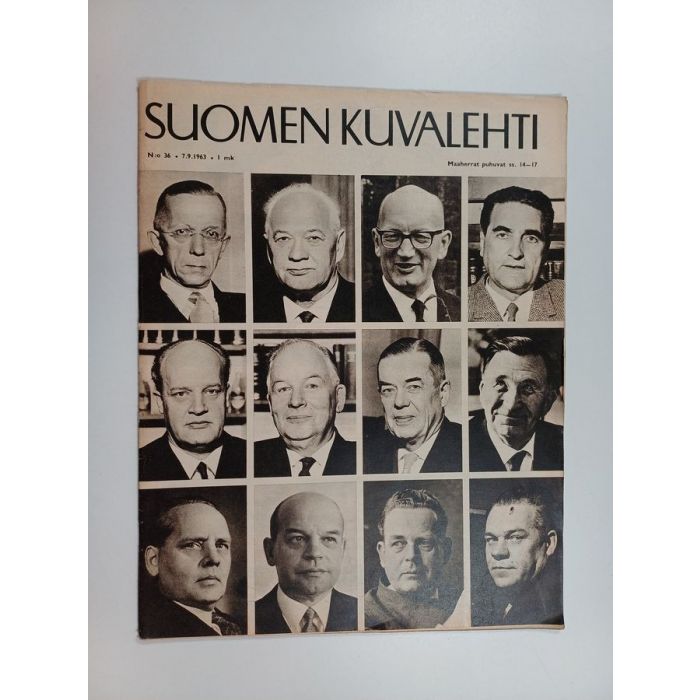 SUOMEN KUVALEHTI
N:o 36 • 7.9.1963 • 1 mk
Maaherrat puhuvat ss. 14—17